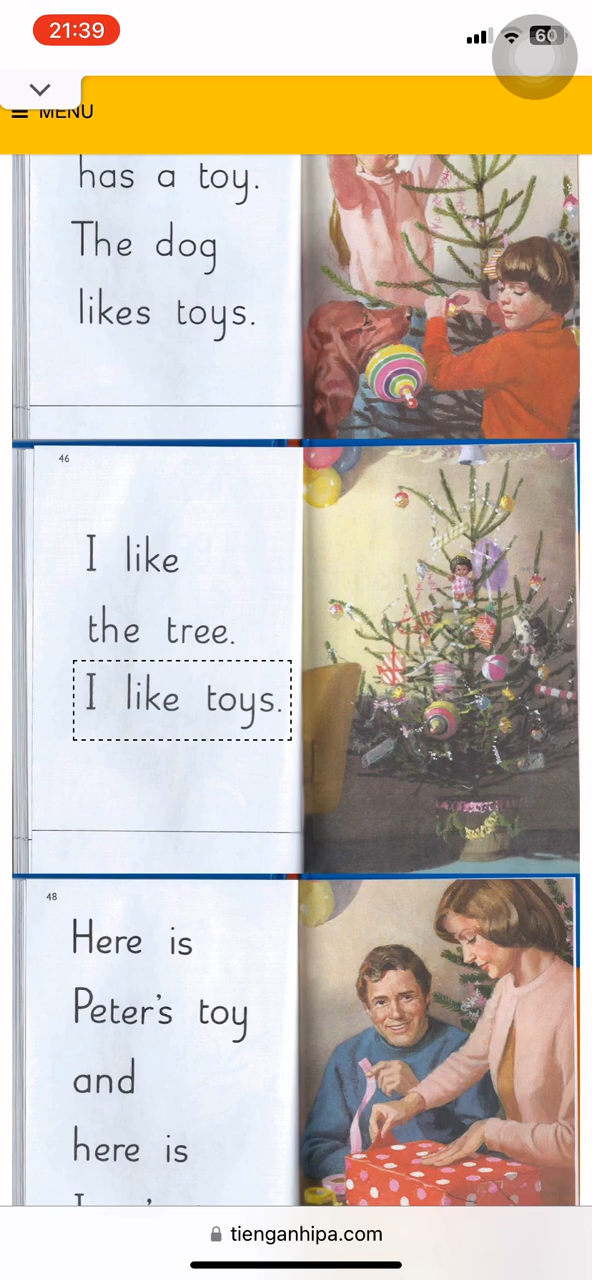 21:39
60
MENU
has a toy.
The dog
likes toys.
46
I like
the tree.
I like toys.
48
Here is
Peter's toy
and
here is
tienganhipa.com